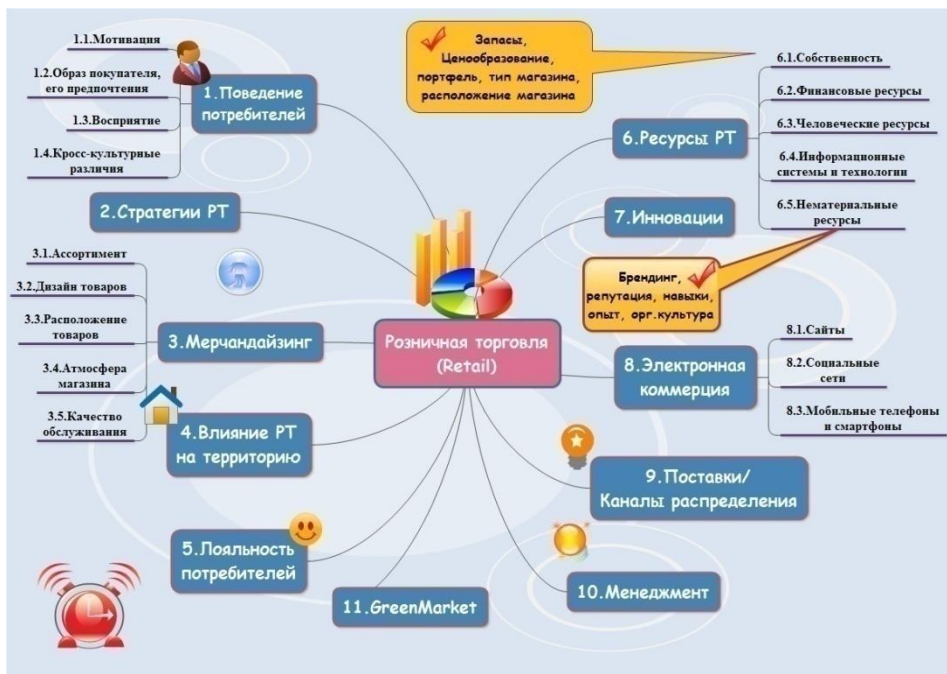 1.1.Мотивация
1.2.Образ покупателя,
его предпочтения
1.3.Восприятие
1.4.Кросс-культурные
различия
1.Поведение
потребителей
2.Стратегии РТ
3.1.Ассортимент
3.2.Дизайн товаров
3.3.Расположение
товаров
3.4.Атмосфера
магазина
3.5.Качество
обслуживания
3.Мерчандайзинг
4.Влияние РТ
на территорию
5.Лояльность
потребителей
11.GreenMarket
Розничная торговля
(Retail)
Запасы,
Ценообразование,
портфель, тип магазина,
расположение магазина
6.Ресурсы РТ
6.1.Собственность
6.2.Финансовые ресурсы
6.3.Человеческие ресурсы
6.4.Информационные
системы и технологии
6.5.Нематериальные
ресурсы
7.Инновации
Брендинг,
репутация, навыки,
опыт, орг.культура
8.Электронная
коммерция
8.1.Сайты
8.2.Социальные
сети
8.3.Мобильные телефоны
и смартфоны
9.Поставки/
Каналы распределения
10.Менеджмент